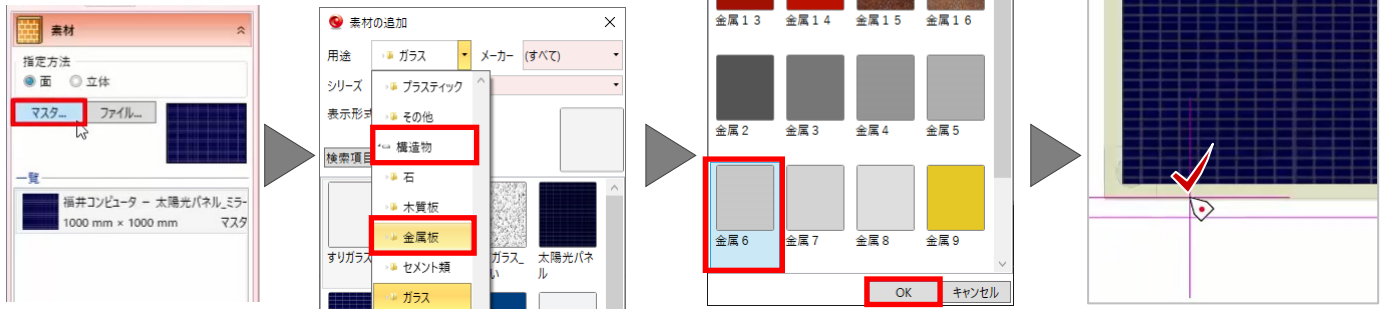 素材
指定方法
面 立体
マスタ... ファイル...
一覧
福井コンピュータ － 太陽光パネル_ミラｰ
1000 mm × 1000 mm マスタ
素材の追加
用途 ガラス メーカー (すべて)
シリーズ プラスティック
表示形式 その他
構造物
検索項目
石
木質板
金属板
すりガラス ガラス_ 太陽光パネ
い ル
セメント類
ガラス
金属１３ 金属１４ 金属１５ 金属１６
金属２ 金属３ 金属４ 金属５
金属６ 金属７ 金属８ 金属９
OK キャンセル